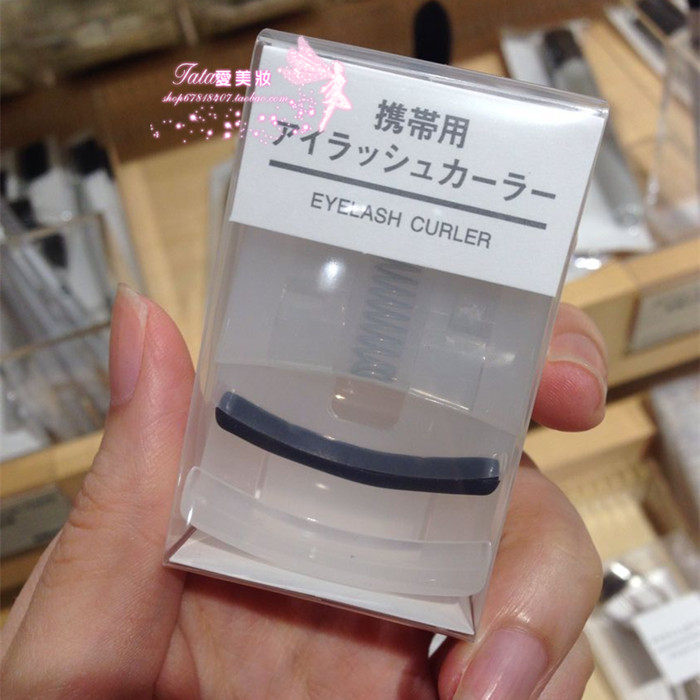 Tata愛美妝
shop67818407.taobao.com
携帯用
アイラッシュカーラー
EYELASH CURLER